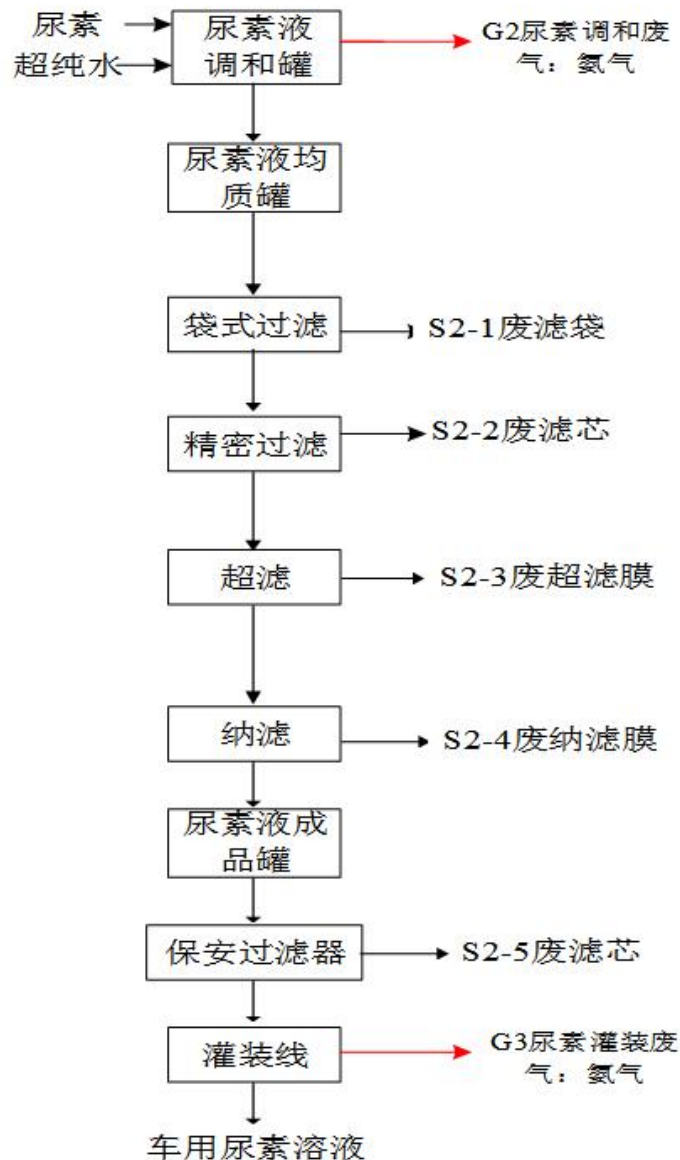 尿素
超纯水
尿素液
调和罐
G2尿素调和废
气：氨气
尿素液均
质罐
袋式过滤
S2-1废滤袋
精密过滤
S2-2废滤芯
超滤
S2-3废超滤膜
纳滤
S2-4废纳滤膜
尿素液成
品罐
保安过滤器
S2-5废滤芯
灌装线
G3尿素灌装废
气：氨气
车用尿素溶液